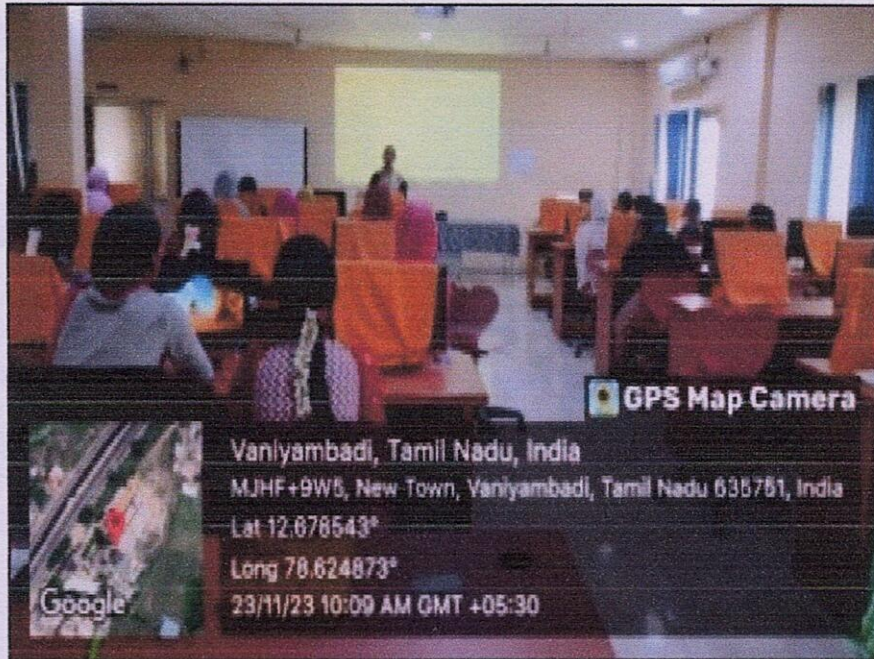 GPS Map Camera
Vaniyambadi, Tamil Nadu, India
MJHF+9W5, New Town, Vaniyambadi, Tamil Nadu 635751, India
Lat 12.678543°
Long 78.624873°
23/11/23 10:09 AM GMT +05:30
Google